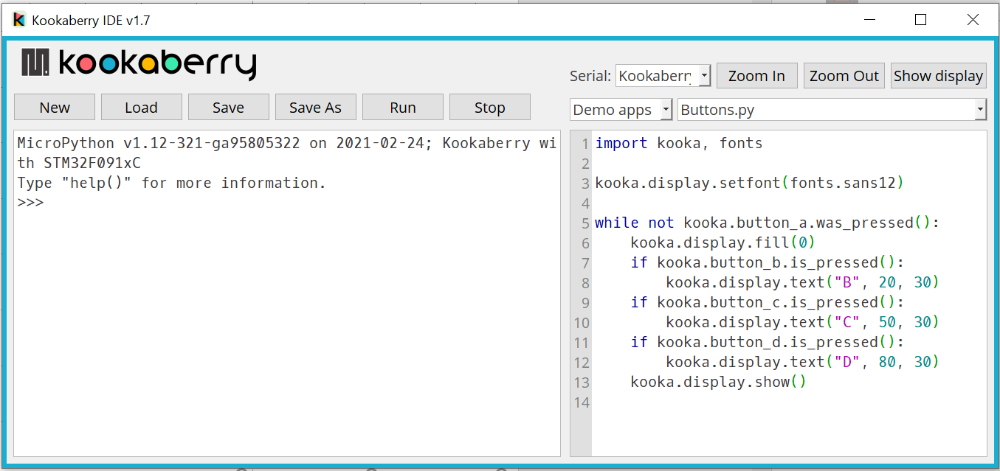 Kookaberry IDE v1.7
kookaberry
Serial: Kookaberr Zoom In Zoom Out Show display
New Load Save Save As Run Stop
Demo apps Buttons.py
MicroPython v1.12-321-ga95805322 on 2021-02-24; Kookaberry wi
th STM32F091xC
Type "help()" for more information.
>>>
1 import kooka, fonts
2
3 kooka.display.setfont(fonts.sans12)
4
5 while not kooka.button_a.was_pressed():
6     kooka.display.fill(0)
7     if kooka.button_b.is_pressed():
8         kooka.display.text("B", 20, 30)
9     if kooka.button_c.is_pressed():
10         kooka.display.text("C", 50, 30)
11     if kooka.button_d.is_pressed():
12         kooka.display.text("D", 80, 30)
13     kooka.display.show()
14